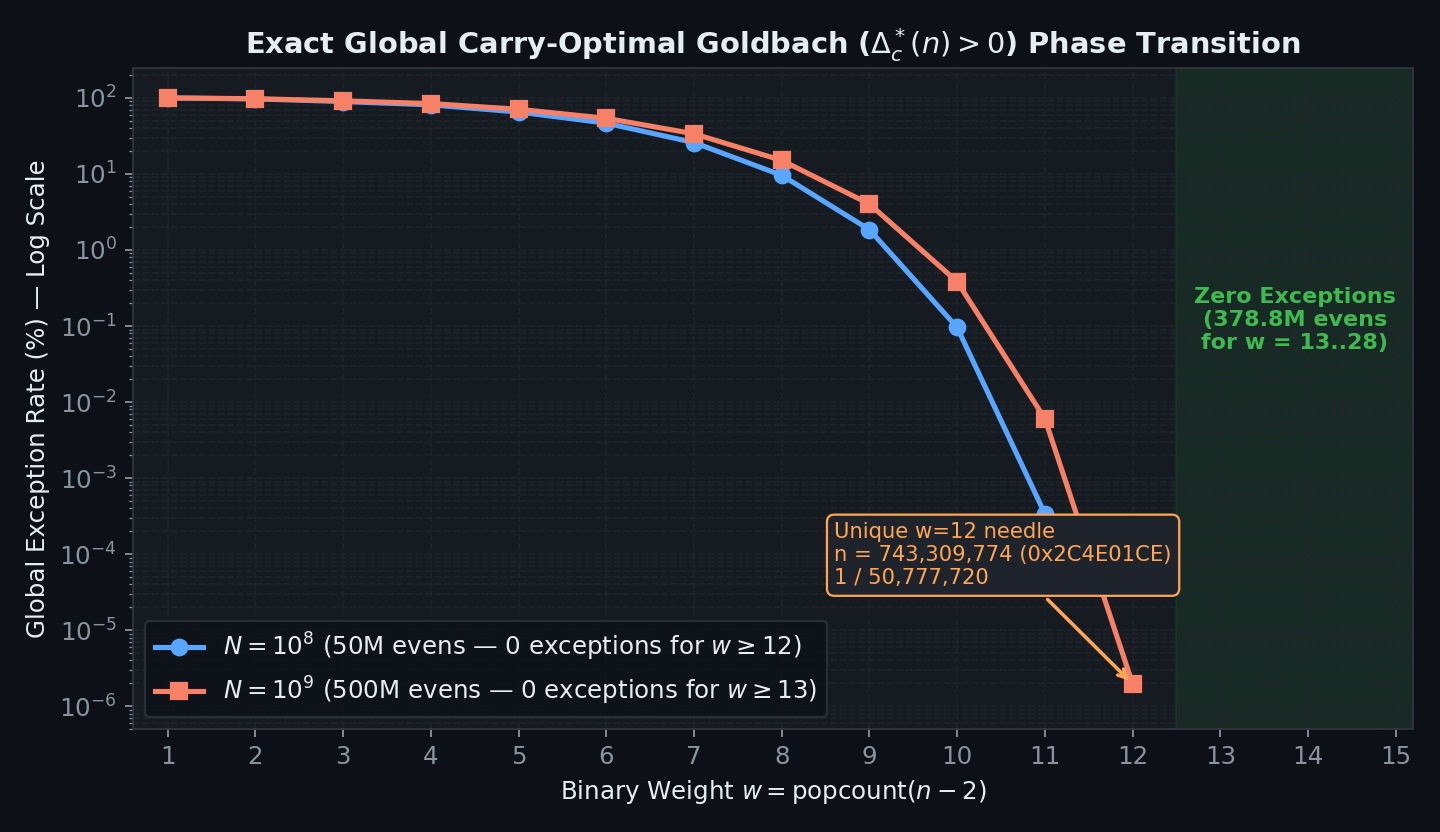 Exact Global Carry-Optimal Goldbach (Δ*c(n) > 0) Phase Transition
Global Exception Rate (%) — Log Scale
10²
10¹
10⁰
10⁻¹
10⁻²
10⁻³
10⁻⁴
10⁻⁵
10⁻⁶
Zero Exceptions
(378.8M evens
for w = 13..28)
Unique w=12 needle
n = 743,309,774 (0x2C4E01CE)
1 / 50,777,720
N = 10⁸ (50M evens — 0 exceptions for w ≥ 12)
N = 10⁹ (500M evens — 0 exceptions for w ≥ 13)
1 2 3 4 5 6 7 8 9 10 11 12 13 14 15
Binary Weight w = popcount(n − 2)